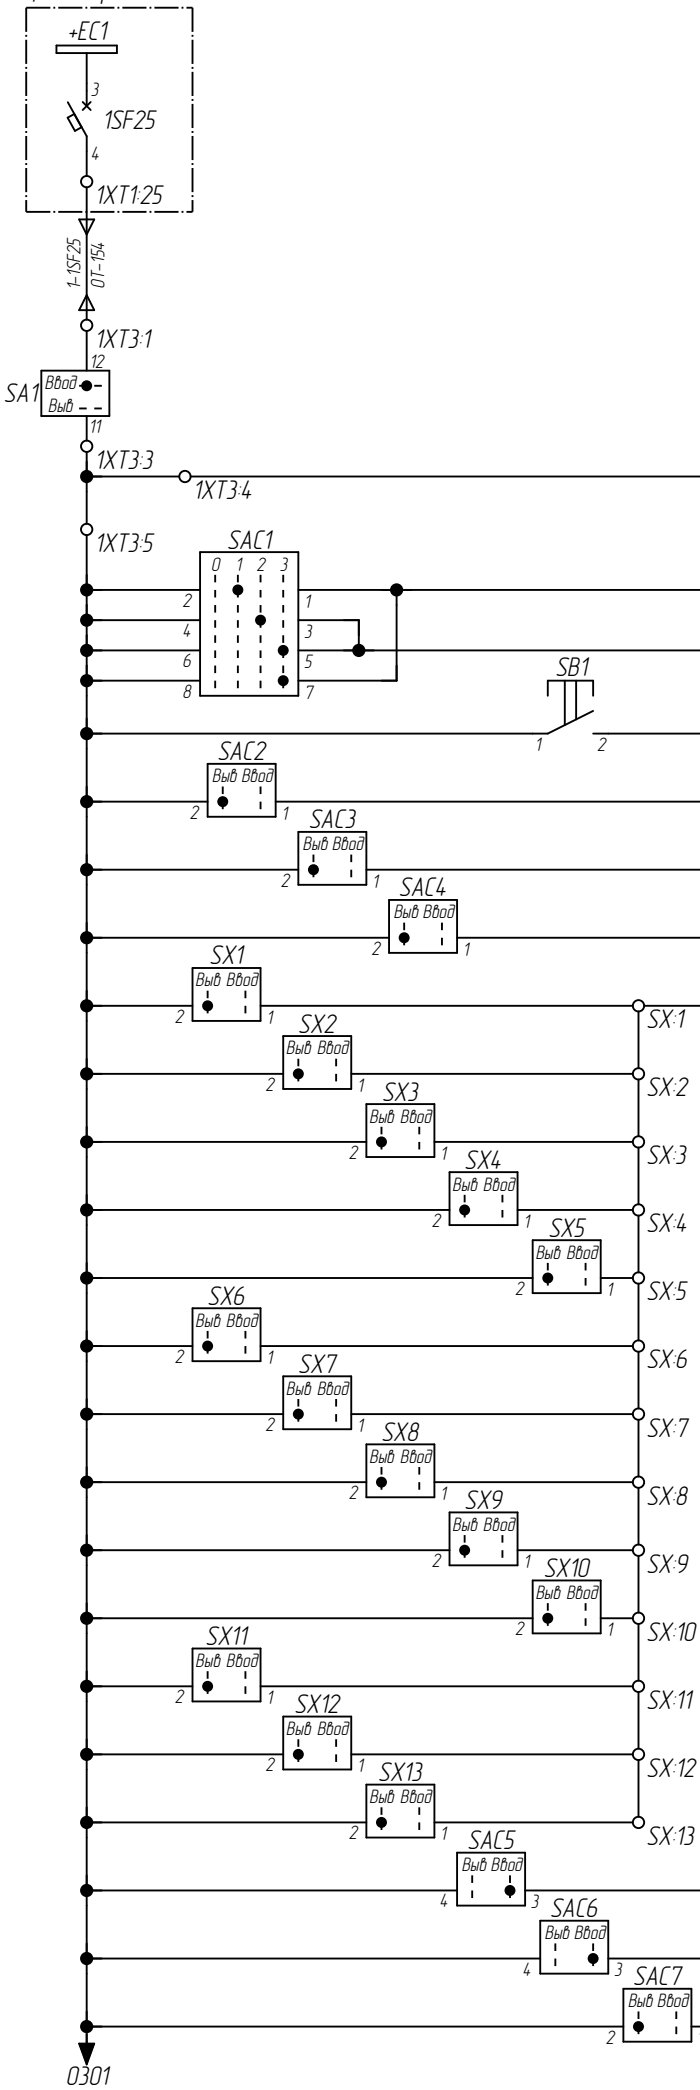 +EC1
3
1SF25
4
1XT1:25
1-1SF25
0T-154
1XT3:1
12
SA1
Ввод
Выв
11
1XT3:3
1XT3:4
1XT3:5
SAC1
0 1 2 3
2 1
4 3
6 5
8 7
SB1
1 2
SAC2
Выв Ввод
2 1
SAC3
Выв Ввод
2 1
SAC4
Выв Ввод
2 1
SX1
Выв Ввод
2 1
SX:1
SX2
Выв Ввод
2 1
SX:2
SX3
Выв Ввод
2 1
SX:3
SX4
Выв Ввод
2 1
SX:4
SX5
Выв Ввод
2 1
SX:5
SX6
Выв Ввод
2 1
SX:6
SX7
Выв Ввод
2 1
SX:7
SX8
Выв Ввод
2 1
SX:8
SX9
Выв Ввод
2 1
SX:9
SX10
Выв Ввод
2 1
SX:10
SX11
Выв Ввод
2 1
SX:11
SX12
Выв Ввод
2 1
SX:12
SX13
Выв Ввод
2 1
SX:13
SAC5
Выв Ввод
4 3
SAC6
Выв Ввод
4 3
SAC7
Выв Ввод
2
0301